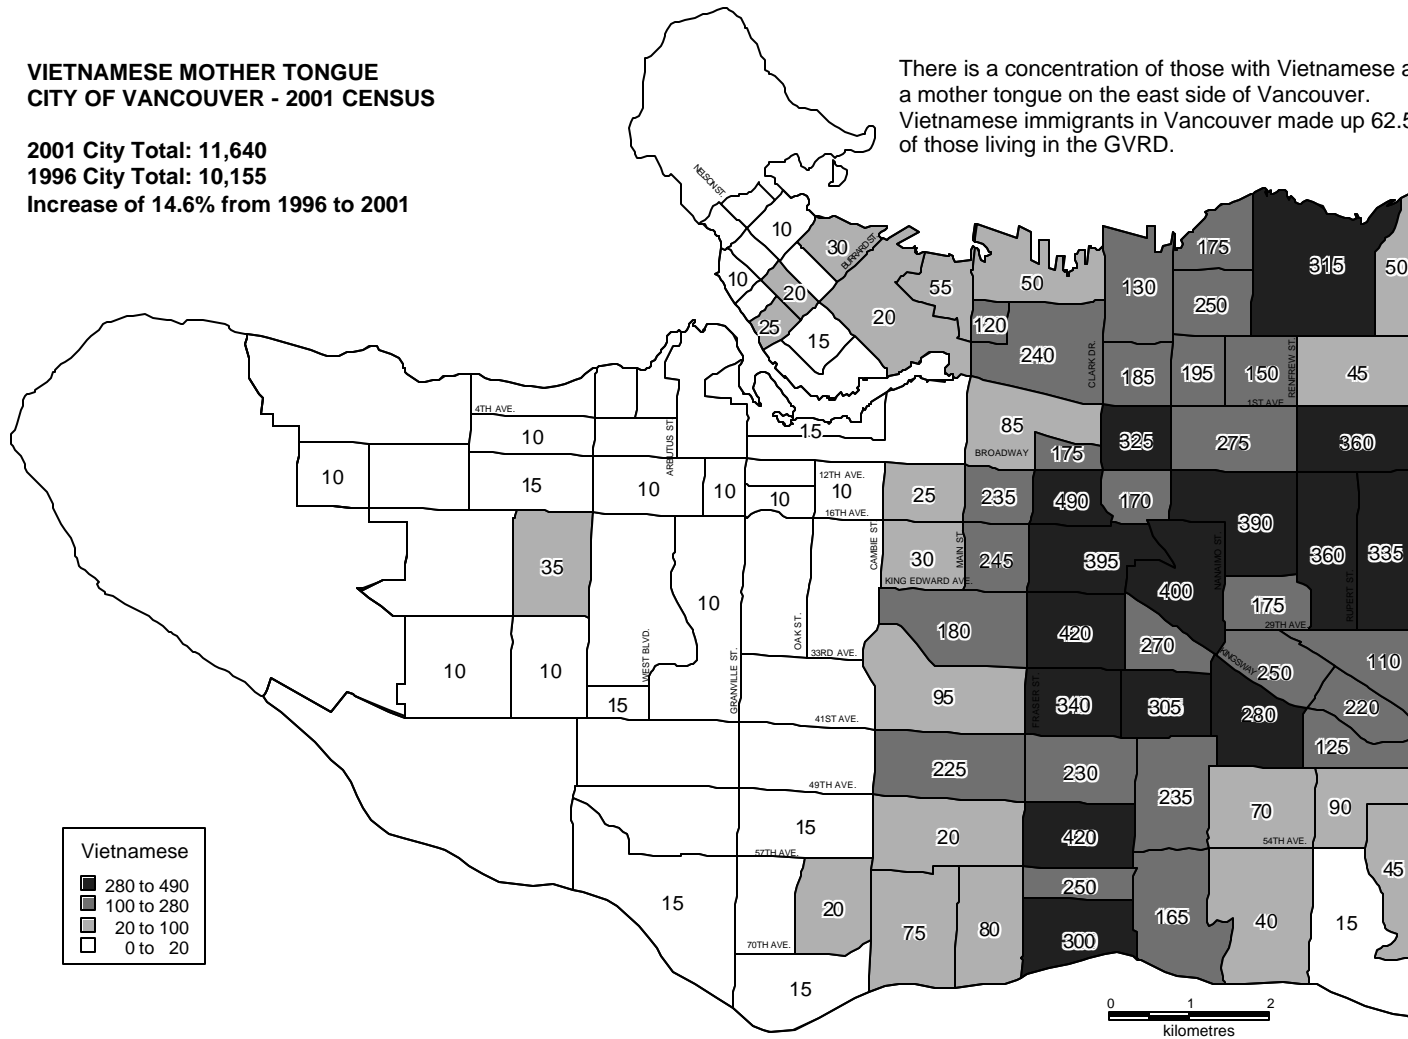 VIETNAMESE MOTHER TONGUE
CITY OF VANCOUVER - 2001 CENSUS
2001 City Total: 11,640
1996 City Total: 10,155
Increase of 14.6% from 1996 to 2001
There is a concentration of those with Vietnamese a
a mother tongue on the east side of Vancouver.
Vietnamese immigrants in Vancouver made up 62.5
of those living in the GVRD.
NELSON ST.
10
30
BURRARD ST.
10
20
25
15
20
55
50
120
240
CLARK DR.
130
175
250
315
50
185
195
150
RENFREW ST.
1ST AVE
45
4TH AVE.
10
ARBUTUS ST.
15
85
BROADWAY
175
325
275
360
10
15
10
10
12TH AVE.
10
10
16TH AVE.
25
235
490
170
390
360
335
35
CAMBIE ST.
30
MAIN ST.
KING EDWARD AVE.
245
395
400
NANAIMO ST.
175
29TH AVE.
RUPERT ST.
10
OAK ST.
33RD AVE.
180
420
270
KINGSWAY
250
110
10
10
WEST BLVD.
15
GRANVILLE ST.
41ST AVE.
95
FRASER ST.
340
305
280
220
125
49TH AVE.
225
230
235
70
90
54TH AVE.
15
57TH AVE.
20
420
45
15
20
70TH AVE.
75
80
250
300
165
40
15
15
Vietnamese
280 to 490
100 to 280
20 to 100
0 to 20
0 1 2
kilometres